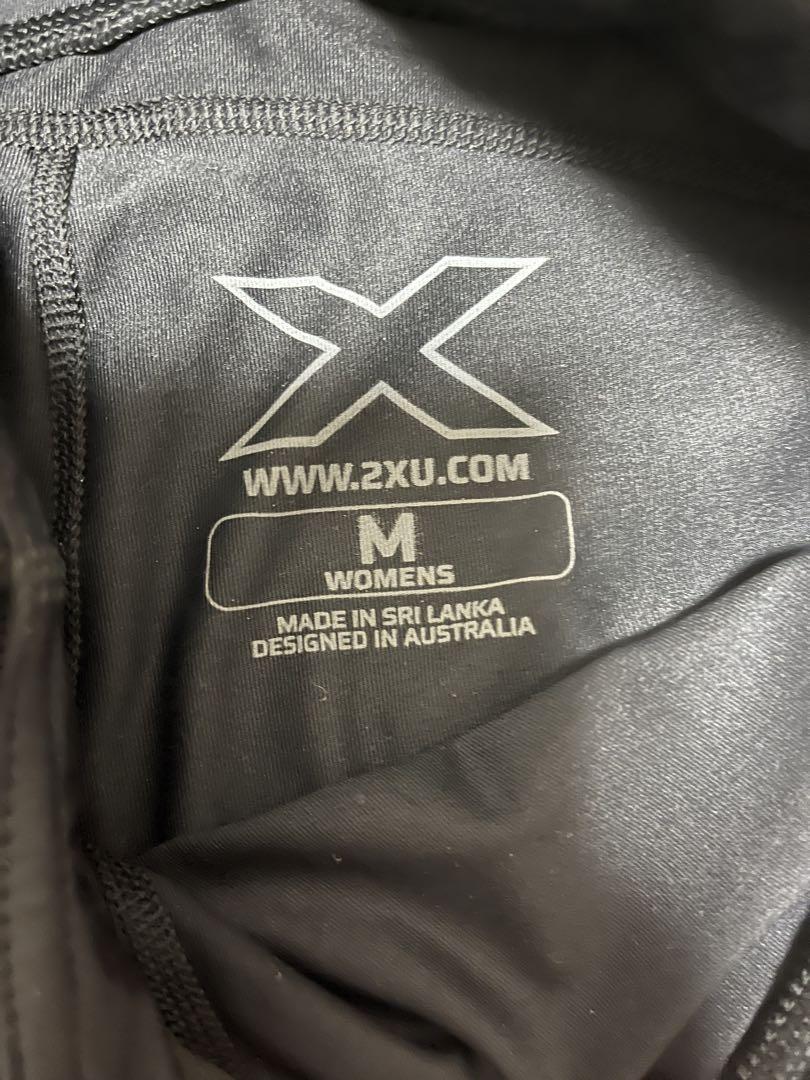 X
WWW.2XU.COM
M
WOMENS
MADE IN SRI LANKA
DESIGNED IN AUSTRALIA